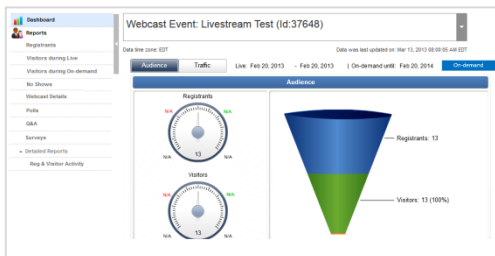 Dashboard
Reports
Registrants
Visitors during Live
Visitors during On-demand
No Shows
Webcast Details
Polls
Q&A
Surveys
Detailed Reports
Reg & Visitor Activity
Webcast Event: Livestream Test (Id:37648)
Data time zone: EDT
Data was last updated on: Mar 13, 2013 08:00:05 AM EDT
Audience
Traffic
Live: Feb 20, 2013 - Feb 20, 2013 | On-demand until: Feb 20, 2014
On-demand
Audience
Registrants
N/A N/A
13
N/A N/A
Visitors
N/A N/A
13
N/A N/A
Registrants: 13
Visitors: 13 (100%)